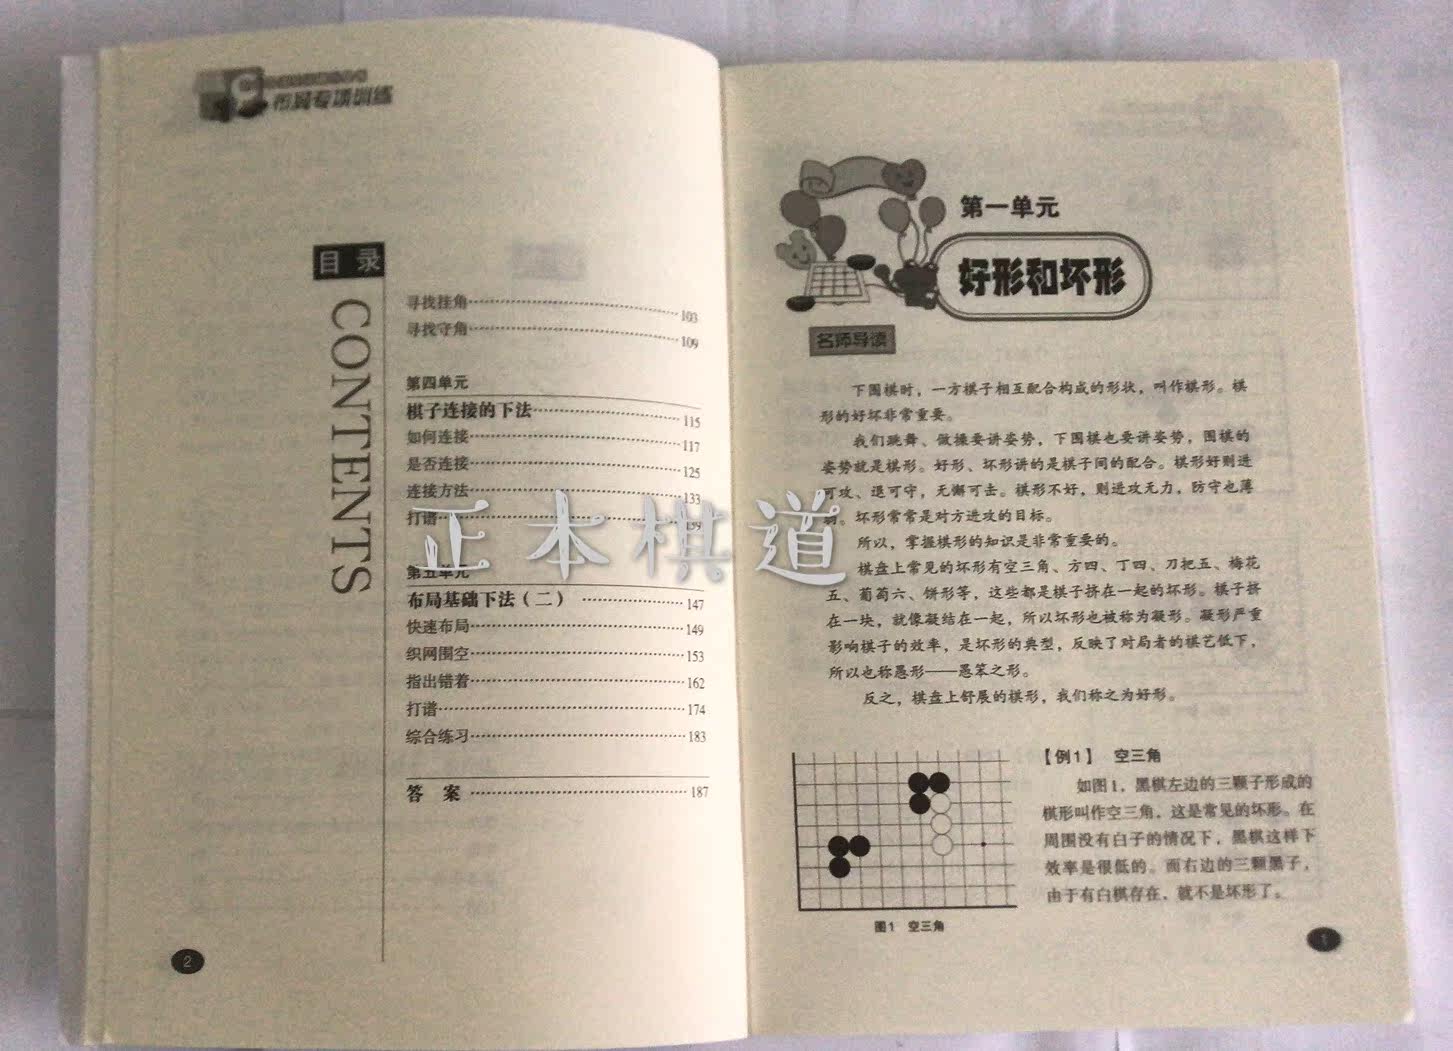 布局专项训练
目录
CONTENTS
寻找挂角 103
寻找守角 109
第四单元
棋子连接的下法 115
如何连接 117
是否连接 125
连接方法 133
打谱 139
第五单元
布局基础下法（二） 147
快速布局 149
织网围空 153
指出错着 162
打谱 174
综合练习 183
答案 187
2
正本棋道
第一单元
好形和坏形
名师导读
下围棋时，一方棋子相互配合构成的形状，叫作棋形。棋
形的好坏非常重要。
我们跳舞、做操要讲姿势，下围棋也要讲姿势，围棋的
姿势就是棋形。好形、坏形讲的是棋子间的配合。棋形好则进
可攻、退可守，无懈可击。棋形不好，则进攻无力，防守也薄
弱。坏形常常是对方进攻的目标。
所以，掌握棋形的知识是非常重要的。
棋盘上常见的坏形有空三角、方四、丁四、刀把五、梅花
五、葡萄六、饼形等，这些都是棋子挤在一起的坏形。棋子挤
在一块，就像凝结在一起，所以坏形也被称为凝形。凝形严重
影响棋子的效率，是坏形的典型，反映了对局者的棋艺低下，
所以也称愚形——愚笨之形。
反之，棋盘上舒展的棋形，我们称之为好形。
【例1】 空三角
如图1，黑棋左边的三颗子形成的
棋形叫作空三角，这是常见的坏形。在
周围没有白子的情况下，黑棋这样下
效率是很低的。而右边的三颗黑子，
由于有白棋存在，就不是坏形了。
图1 空三角
1